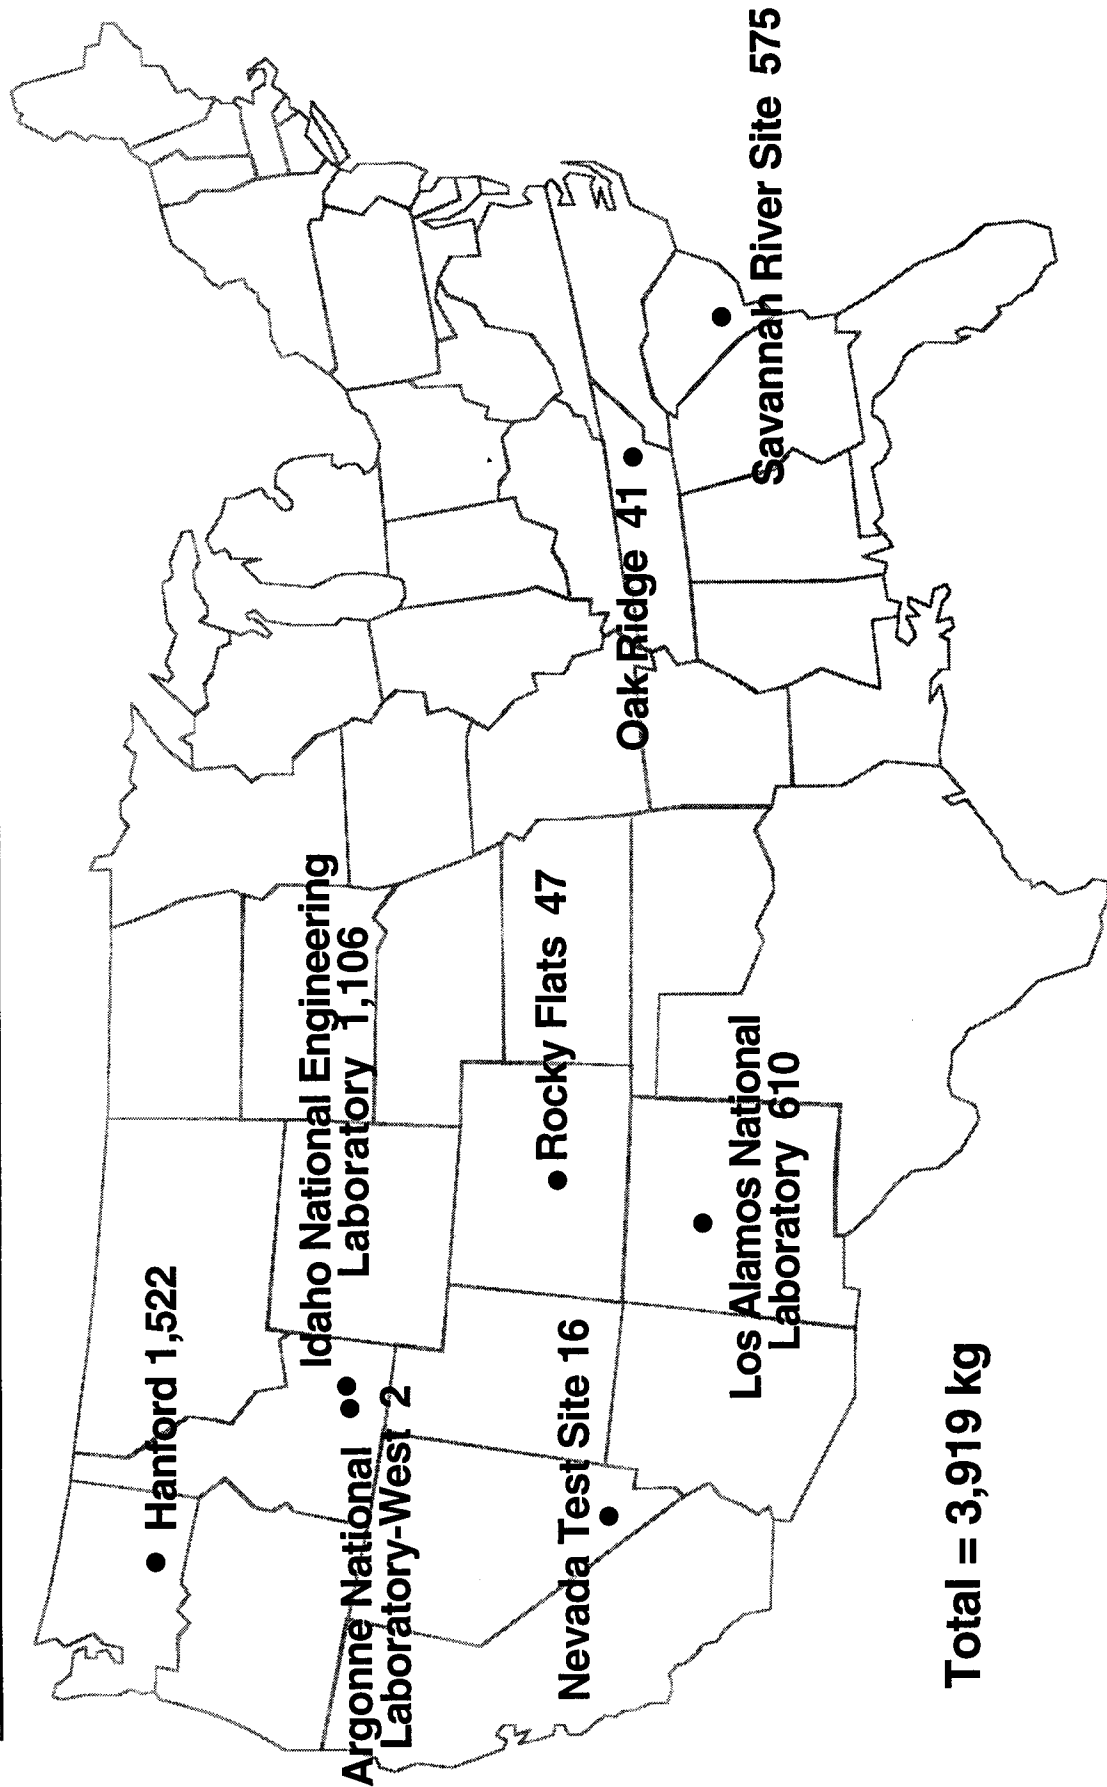 Hanford 1,522
Idaho National Engineering
Laboratory 1,106
Argonne National
Laboratory-West 2
Rocky Flats 47
Nevada Test Site 16
Oak Ridge 41
Los Alamos National
Laboratory 610
Savannah River Site 575
Total = 3,919 kg